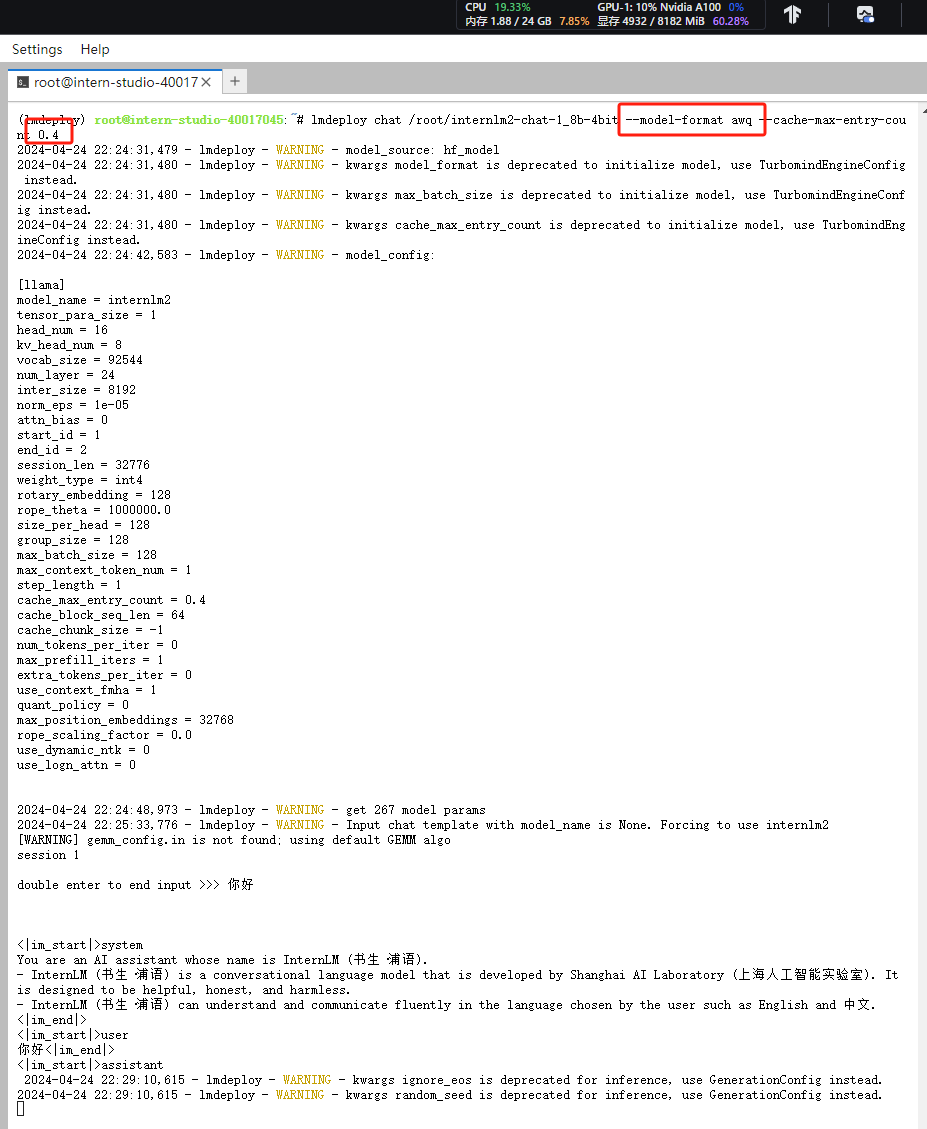 CPU 19.33% GPU-1: 10% Nvidia A100 0%
内存 1.88 / 24 GB 7.85% 显存 4932 / 8182 MiB 60.28%
Settings Help
root@intern-studio-40017 × +
(lmdeploy) root@intern-studio-40017045:~# lmdeploy chat /root/internlm2-chat-1_8b-4bit --model-format awq --cache-max-entry-cou
nt 0.4
2024-04-24 22:24:31,479 - lmdeploy - WARNING - model_source: hf_model
2024-04-24 22:24:31,480 - lmdeploy - WARNING - kwargs model_format is deprecated to initialize model, use TurbomindEngineConfig
 instead.
2024-04-24 22:24:31,480 - lmdeploy - WARNING - kwargs max_batch_size is deprecated to initialize model, use TurbomindEngineConf
ig instead.
2024-04-24 22:24:31,480 - lmdeploy - WARNING - kwargs cache_max_entry_count is deprecated to initialize model, use TurbomindEng
ineConfig instead.
2024-04-24 22:24:42,583 - lmdeploy - WARNING - model_config:
[llama]
model_name = internlm2
tensor_para_size = 1
head_num = 16
kv_head_num = 8
vocab_size = 92544
num_layer = 24
inter_size = 8192
norm_eps = 1e-05
attn_bias = 0
start_id = 1
end_id = 2
session_len = 32776
weight_type = int4
rotary_embedding = 128
rope_theta = 1000000.0
size_per_head = 128
group_size = 128
max_batch_size = 128
max_context_token_num = 1
step_length = 1
cache_max_entry_count = 0.4
cache_block_seq_len = 64
cache_chunk_size = -1
num_tokens_per_iter = 0
max_prefill_iters = 1
extra_tokens_per_iter = 0
use_context_fmha = 1
quant_policy = 0
max_position_embeddings = 32768
rope_scaling_factor = 0.0
use_dynamic_ntk = 0
use_logn_attn = 0
2024-04-24 22:24:48,973 - lmdeploy - WARNING - get 267 model params
2024-04-24 22:25:33,776 - lmdeploy - WARNING - Input chat template with model_name is None. Forcing to use internlm2
[WARNING] gemm_config.in is not found; using default GEMM algo
session 1
double enter to end input >>> 你好
<|im_start|>system
You are an AI assistant whose name is InternLM (书生·浦语).
- InternLM (书生·浦语) is a conversational language model that is developed by Shanghai AI Laboratory (上海人工智能实验室). It
is designed to be helpful, honest, and harmless.
- InternLM (书生·浦语) can understand and communicate fluently in the language chosen by the user such as English and 中文.
<|im_end|>
<|im_start|>user
你好<|im_end|>
<|im_start|>assistant
 2024-04-24 22:29:10,615 - lmdeploy - WARNING - kwargs ignore_eos is deprecated for inference, use GenerationConfig instead.
2024-04-24 22:29:10,615 - lmdeploy - WARNING - kwargs random_seed is deprecated for inference, use GenerationConfig instead.